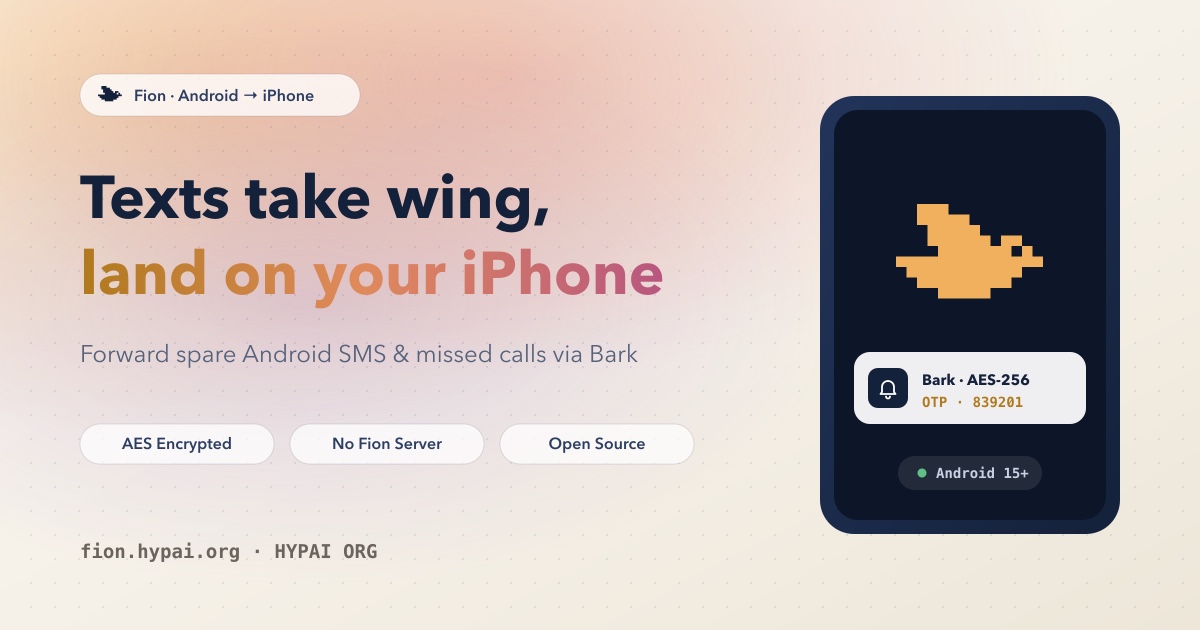 Fion · Android → iPhone
Texts take wing,
land on your iPhone
Forward spare Android SMS & missed calls via Bark
AES Encrypted
No Fion Server
Open Source
fion.hypai.org · HYPAI ORG
Bark · AES-256
OTP · 839201
Android 15+